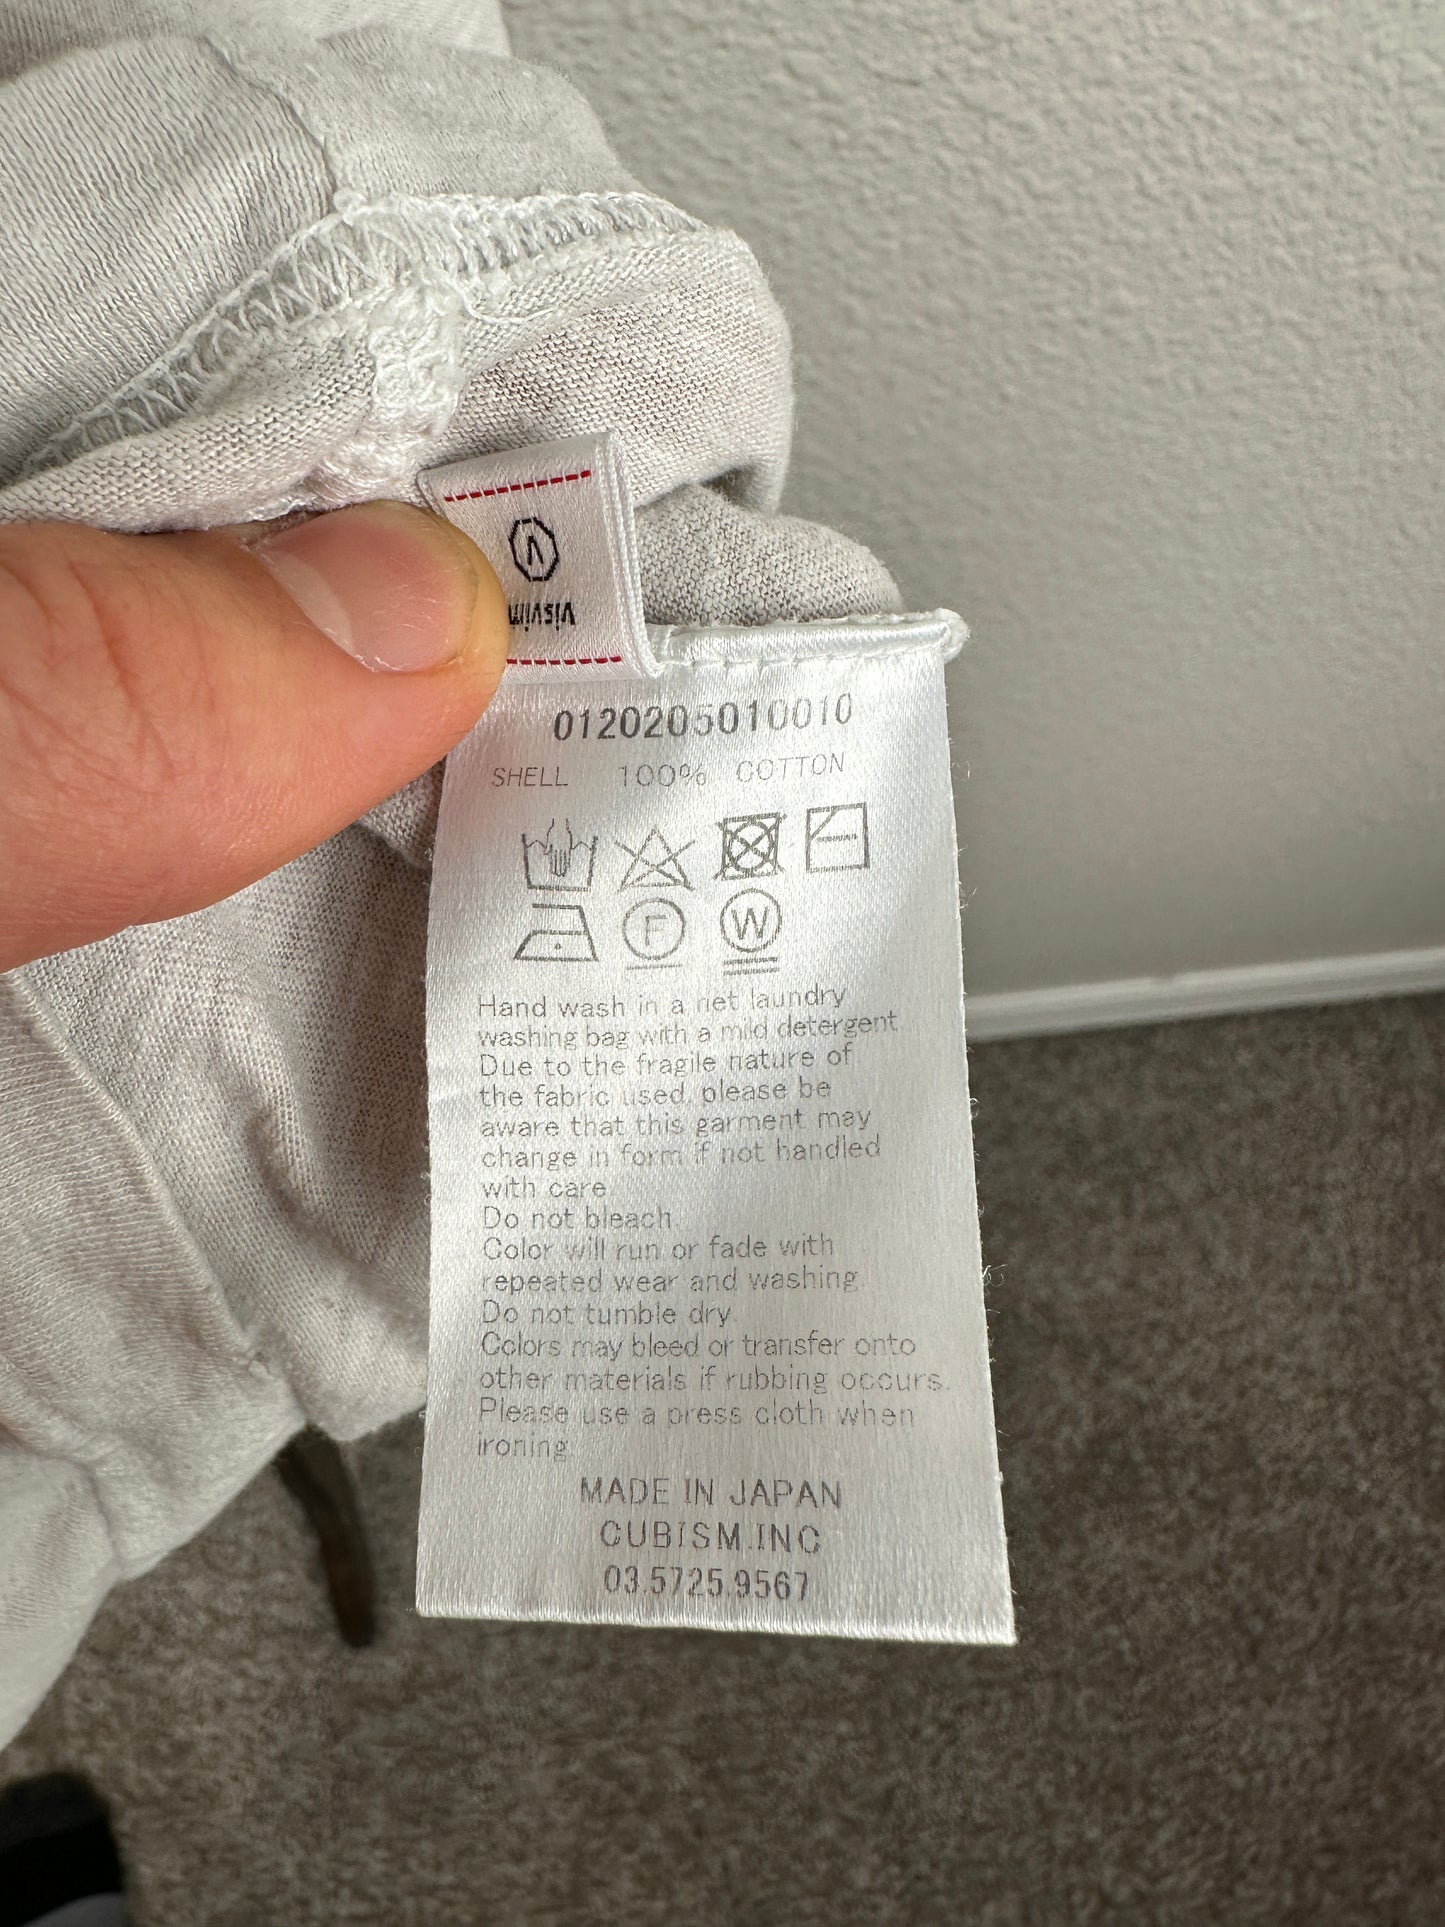 visvim
0120205010010
SHELL 100% COTTON
F W
Hand wash in a net laundry
washing bag with a mild detergent
Due to the fragile nature of
the fabric used, please be
aware that this garment may
change in form if not handled
with care
Do not bleach.
Color will run or fade with
repeated wear and washing.
Do not tumble dry.
Colors may bleed or transfer onto
other materials if rubbing occurs.
Please use a press cloth when
ironing.
MADE IN JAPAN
CUBISM.INC
03.5725.9567